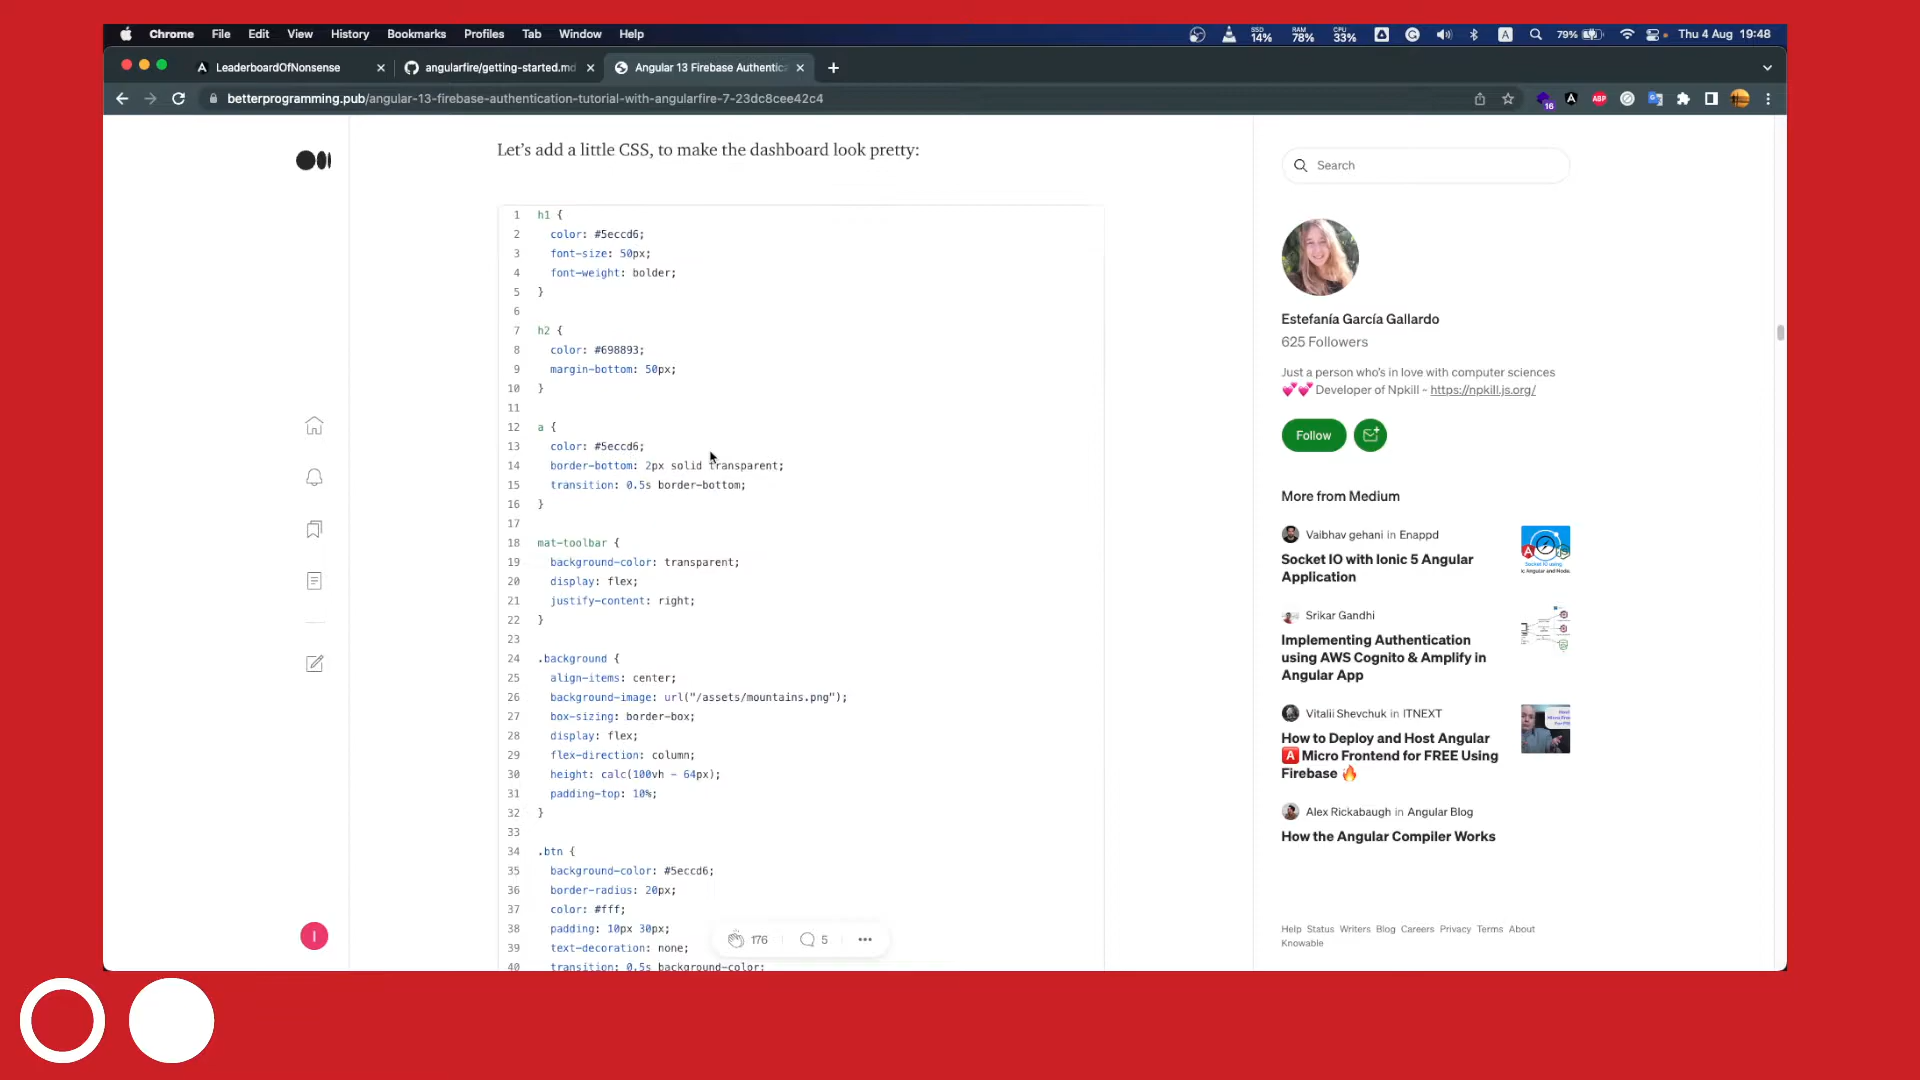 Chrome File Edit View History Bookmarks Profiles Tab Window Help
SSD 14% RAM 78% CPU 33% A 79% Thu 4 Aug 19:48
LeaderboardOfNonsense
angularfire/getting-started.md
Angular 13 Firebase Authentica
betterprogramming.pub/angular-13-firebase-authentication-tutorial-with-angularfire-7-23dc8cee42c4
16
ABP
Let’s add a little CSS, to make the dashboard look pretty:
1 h1 {
2 color: #5eccd6;
3 font-size: 50px;
4 font-weight: bolder;
5 }
6
7 h2 {
8 color: #698893;
9 margin-bottom: 50px;
10 }
11
12 a {
13 color: #5eccd6;
14 border-bottom: 2px solid transparent;
15 transition: 0.5s border-bottom;
16 }
17
18 mat-toolbar {
19 background-color: transparent;
20 display: flex;
21 justify-content: right;
22 }
23
24 .background {
25 align-items: center;
26 background-image: url("/assets/mountains.png");
27 box-sizing: border-box;
28 display: flex;
29 flex-direction: column;
30 height: calc(100vh - 64px);
31 padding-top: 10%;
32 }
33
34 .btn {
35 background-color: #5eccd6;
36 border-radius: 20px;
37 color: #fff;
38 padding: 10px 30px;
39 text-decoration: none;
40 transition: 0.5s background-color;
176 5
I
Search
Estefanía García Gallardo
625 Followers
Just a person who’s in love with computer sciences
💕💕 Developer of Npkill - https://npkill.js.org/
Follow
More from Medium
Vaibhav gehani in Enappd
Socket IO with Ionic 5 Angular
Application
Srikar Gandhi
Implementing Authentication
using AWS Cognito & Amplify in
Angular App
Vitalii Shevchuk in ITNEXT
How to Deploy and Host Angular
🅰️ Micro Frontend for FREE Using
Firebase 🔥
Alex Rickabaugh in Angular Blog
How the Angular Compiler Works
Help Status Writers Blog Careers Privacy Terms About
Knowable